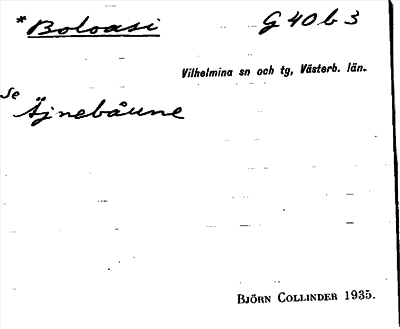 *Boloasi G 40 b 3
Vilhelmina sn och tg, Västerb. län.
Se
Äjnebåune
BJÖRN COLLINDER 1935.